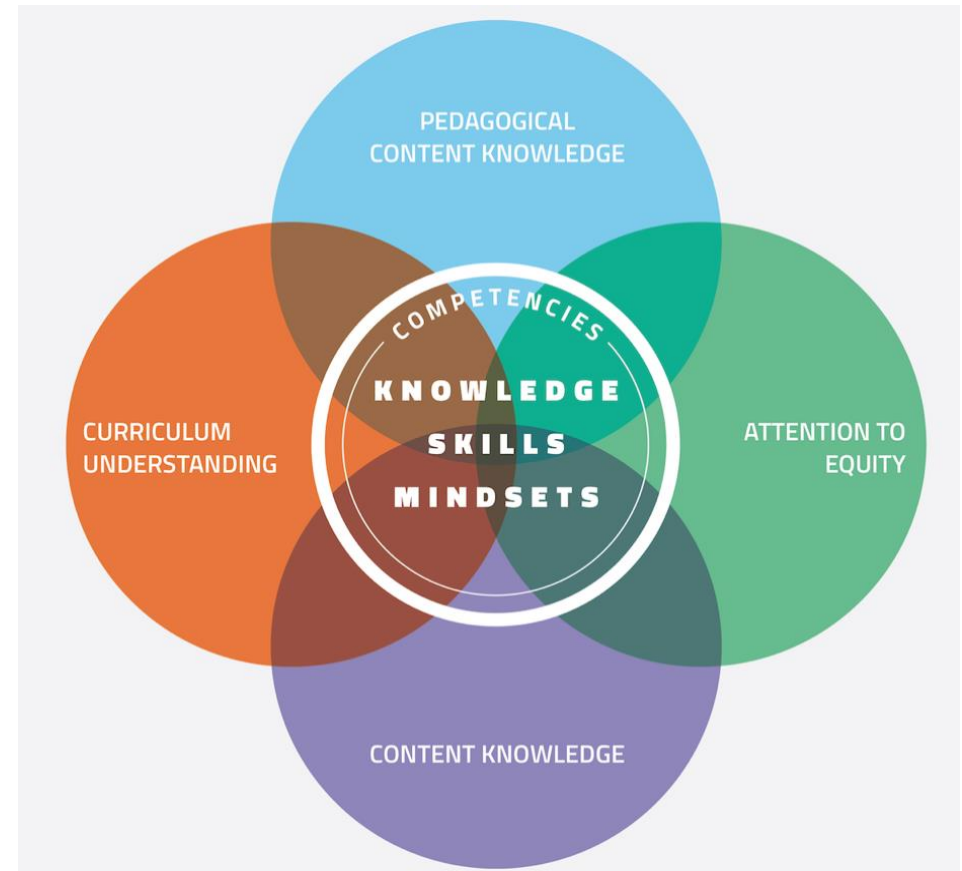 PEDAGOGICAL
CONTENT KNOWLEDGE
COMPETENCIES
KNOWLEDGE
SKILLS
MINDSETS
CURRICULUM
UNDERSTANDING
ATTENTION TO
EQUITY
CONTENT KNOWLEDGE